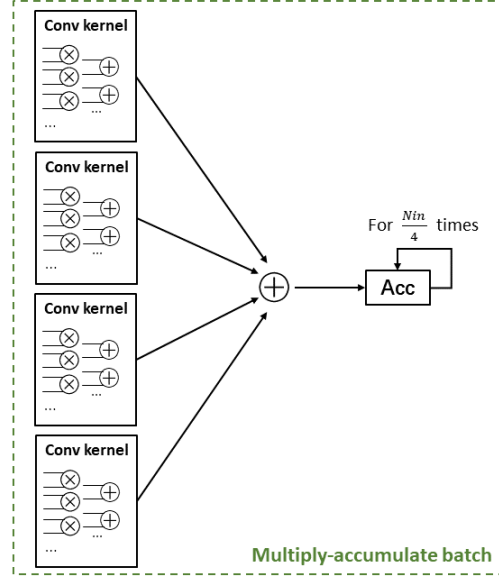 Conv kernel
...
...
Conv kernel
...
...
Conv kernel
...
...
Conv kernel
...
...
For Nin/4 times
Acc
Multiply-accumulate batch